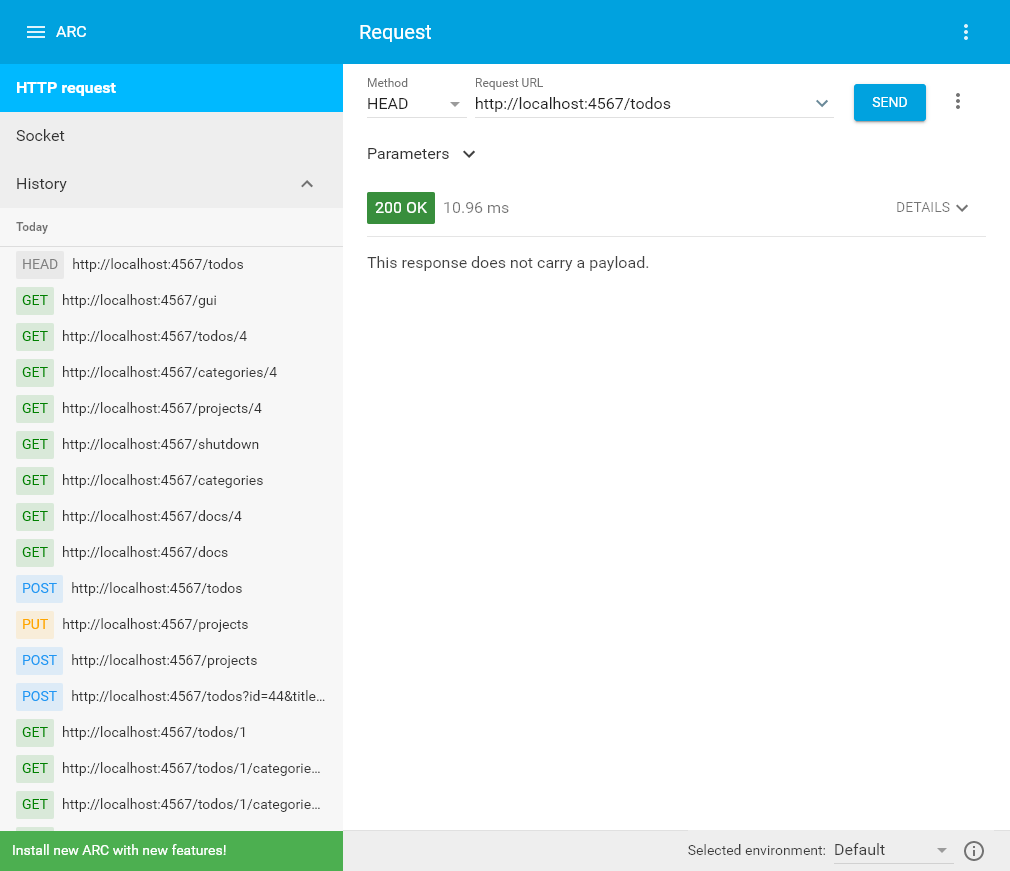 ARC
Request
HTTP request
Socket
History
Today
HEAD http://localhost:4567/todos
GET http://localhost:4567/gui
GET http://localhost:4567/todos/4
GET http://localhost:4567/categories/4
GET http://localhost:4567/projects/4
GET http://localhost:4567/shutdown
GET http://localhost:4567/categories
GET http://localhost:4567/docs/4
GET http://localhost:4567/docs
POST http://localhost:4567/todos
PUT http://localhost:4567/projects
POST http://localhost:4567/projects
POST http://localhost:4567/todos?id=44&title...
GET http://localhost:4567/todos/1
GET http://localhost:4567/todos/1/categorie...
GET http://localhost:4567/todos/1/categorie...
Install new ARC with new features!
Method
HEAD
Request URL
http://localhost:4567/todos
SEND
Parameters
200 OK 10.96 ms
DETAILS
This response does not carry a payload.
Selected environment: Default